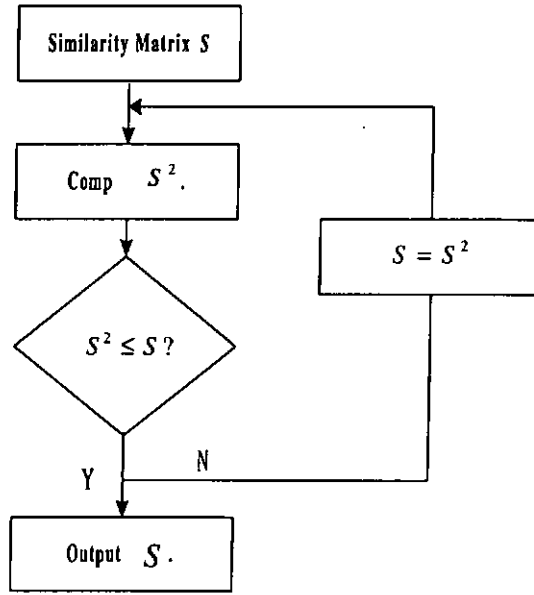 Similarity Matrix S
Comp S².
S = S²
S² ≤ S ?
Y N
Output S.